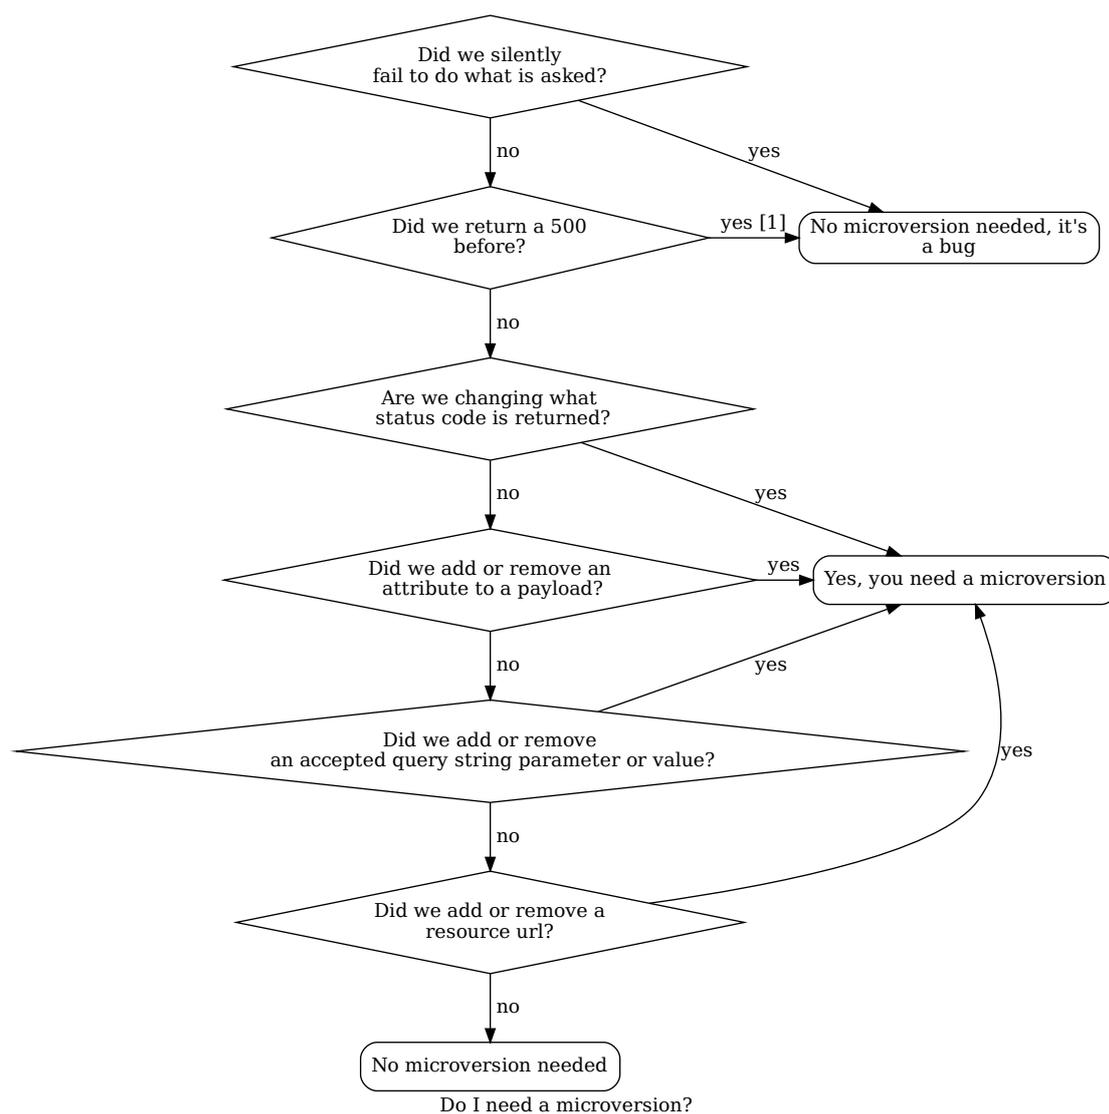 Did we silently
fail to do what is asked?
no
yes
Did we return a 500
before?
yes [1]
No microversion needed, it's
a bug
no
Are we changing what
status code is returned?
no
yes
Did we add or remove an
attribute to a payload?
yes
Yes, you need a microversion
no
yes
Did we add or remove
an accepted query string parameter or value?
yes
no
Did we add or remove a
resource url?
no
No microversion needed
Do I need a microversion?